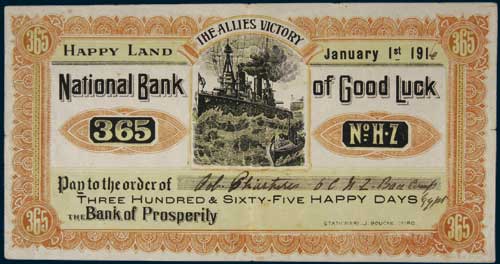 THE ALLIES VICTORY
365
365
HAPPY LAND
January 1st 1916
National Bank
of Good Luck
365
No H-Z
Pay to the order of
THREE HUNDRED & SIXTY-FIVE HAPPY DAYS
Egypt
THE Bank of Prosperity
365
365